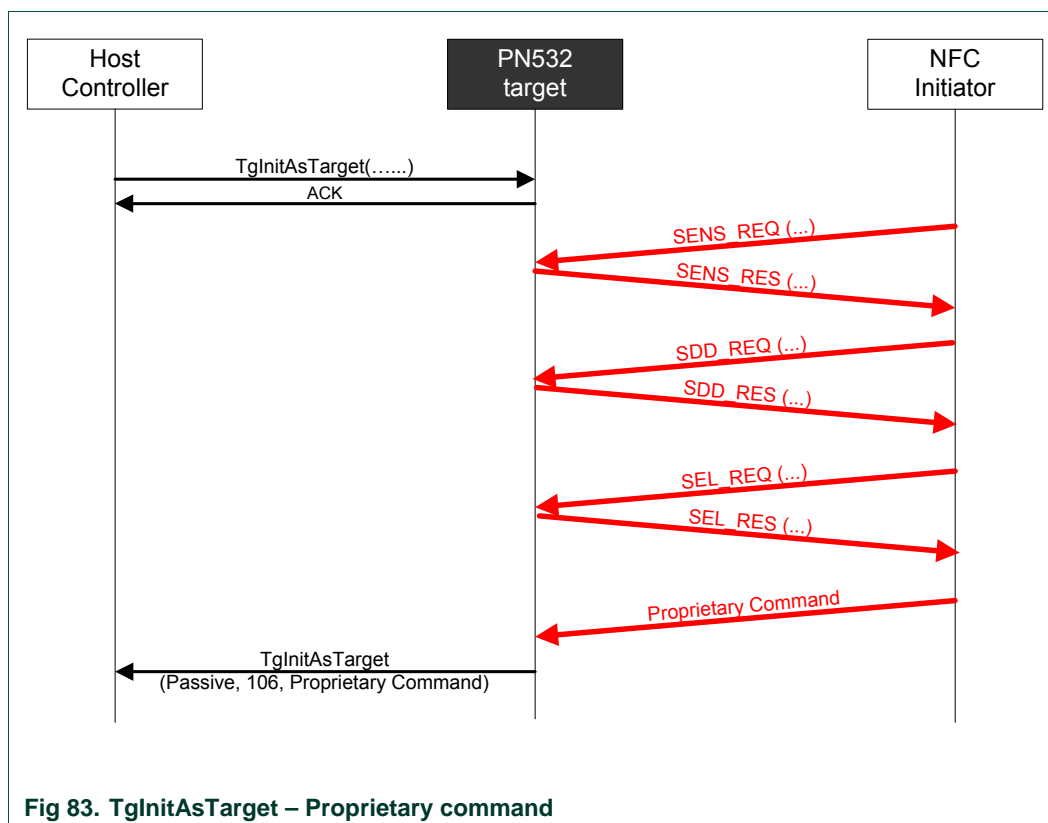 Host
Controller
PN532
target
NFC
Initiator
TgInitAsTarget(…...)
ACK
SENS_REQ (...)
SENS_RES (...)
SDD_REQ (...)
SDD_RES (...)
SEL_REQ (...)
SEL_RES (...)
Proprietary Command
TgInitAsTarget
(Passive, 106, Proprietary Command)
Fig 83. TgInitAsTarget – Proprietary command